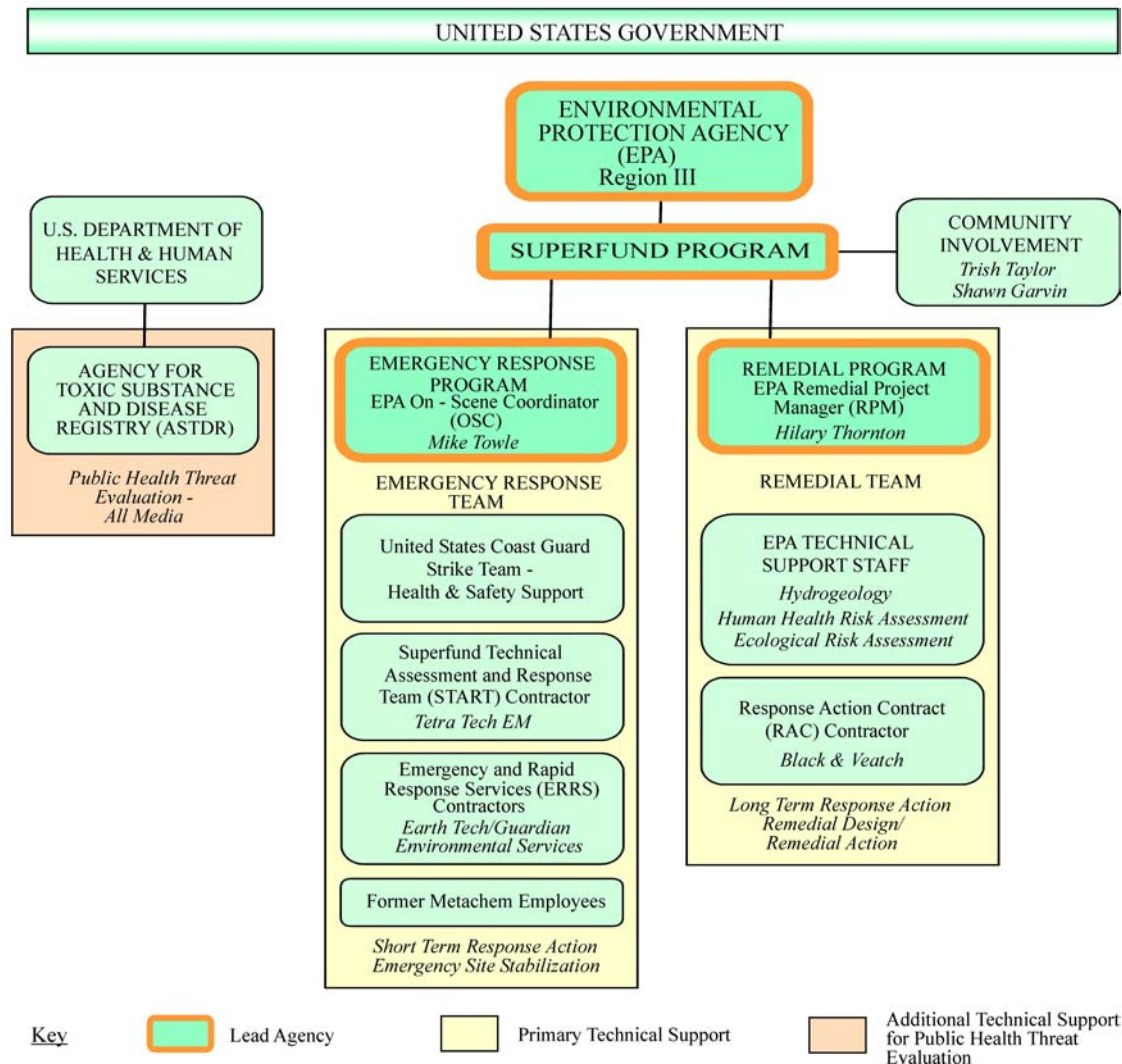 UNITED STATES GOVERNMENT
ENVIRONMENTAL
PROTECTION AGENCY
(EPA)
Region III
SUPERFUND PROGRAM
COMMUNITY
INVOLVEMENT
Trish Taylor
Shawn Garvin
U.S. DEPARTMENT OF
HEALTH & HUMAN
SERVICES
AGENCY FOR
TOXIC SUBSTANCE
AND DISEASE
REGISTRY (ASTDR)
Public Health Threat
Evaluation -
All Media
EMERGENCY RESPONSE
PROGRAM
EPA On - Scene Coordinator
(OSC)
Mike Towle
EMERGENCY RESPONSE
TEAM
United States Coast Guard
Strike Team -
Health & Safety Support
Superfund Technical
Assessment and Response
Team (START) Contractor
Tetra Tech EM
Emergency and Rapid
Response Services (ERRS)
Contractors
Earth Tech/Guardian
Environmental Services
Former Metachem Employees
Short Term Response Action
Emergency Site Stabilization
REMEDIAL PROGRAM
EPA Remedial Project
Manager (RPM)
Hilary Thornton
REMEDIAL TEAM
EPA TECHNICAL
SUPPORT STAFF
Hydrogeology
Human Health Risk Assessment
Ecological Risk Assessment
Response Action Contract
(RAC) Contractor
Black & Veatch
Long Term Response Action
Remedial Design/
Remedial Action
Key
Lead Agency
Primary Technical Support
Additional Technical Support
for Public Health Threat
Evaluation